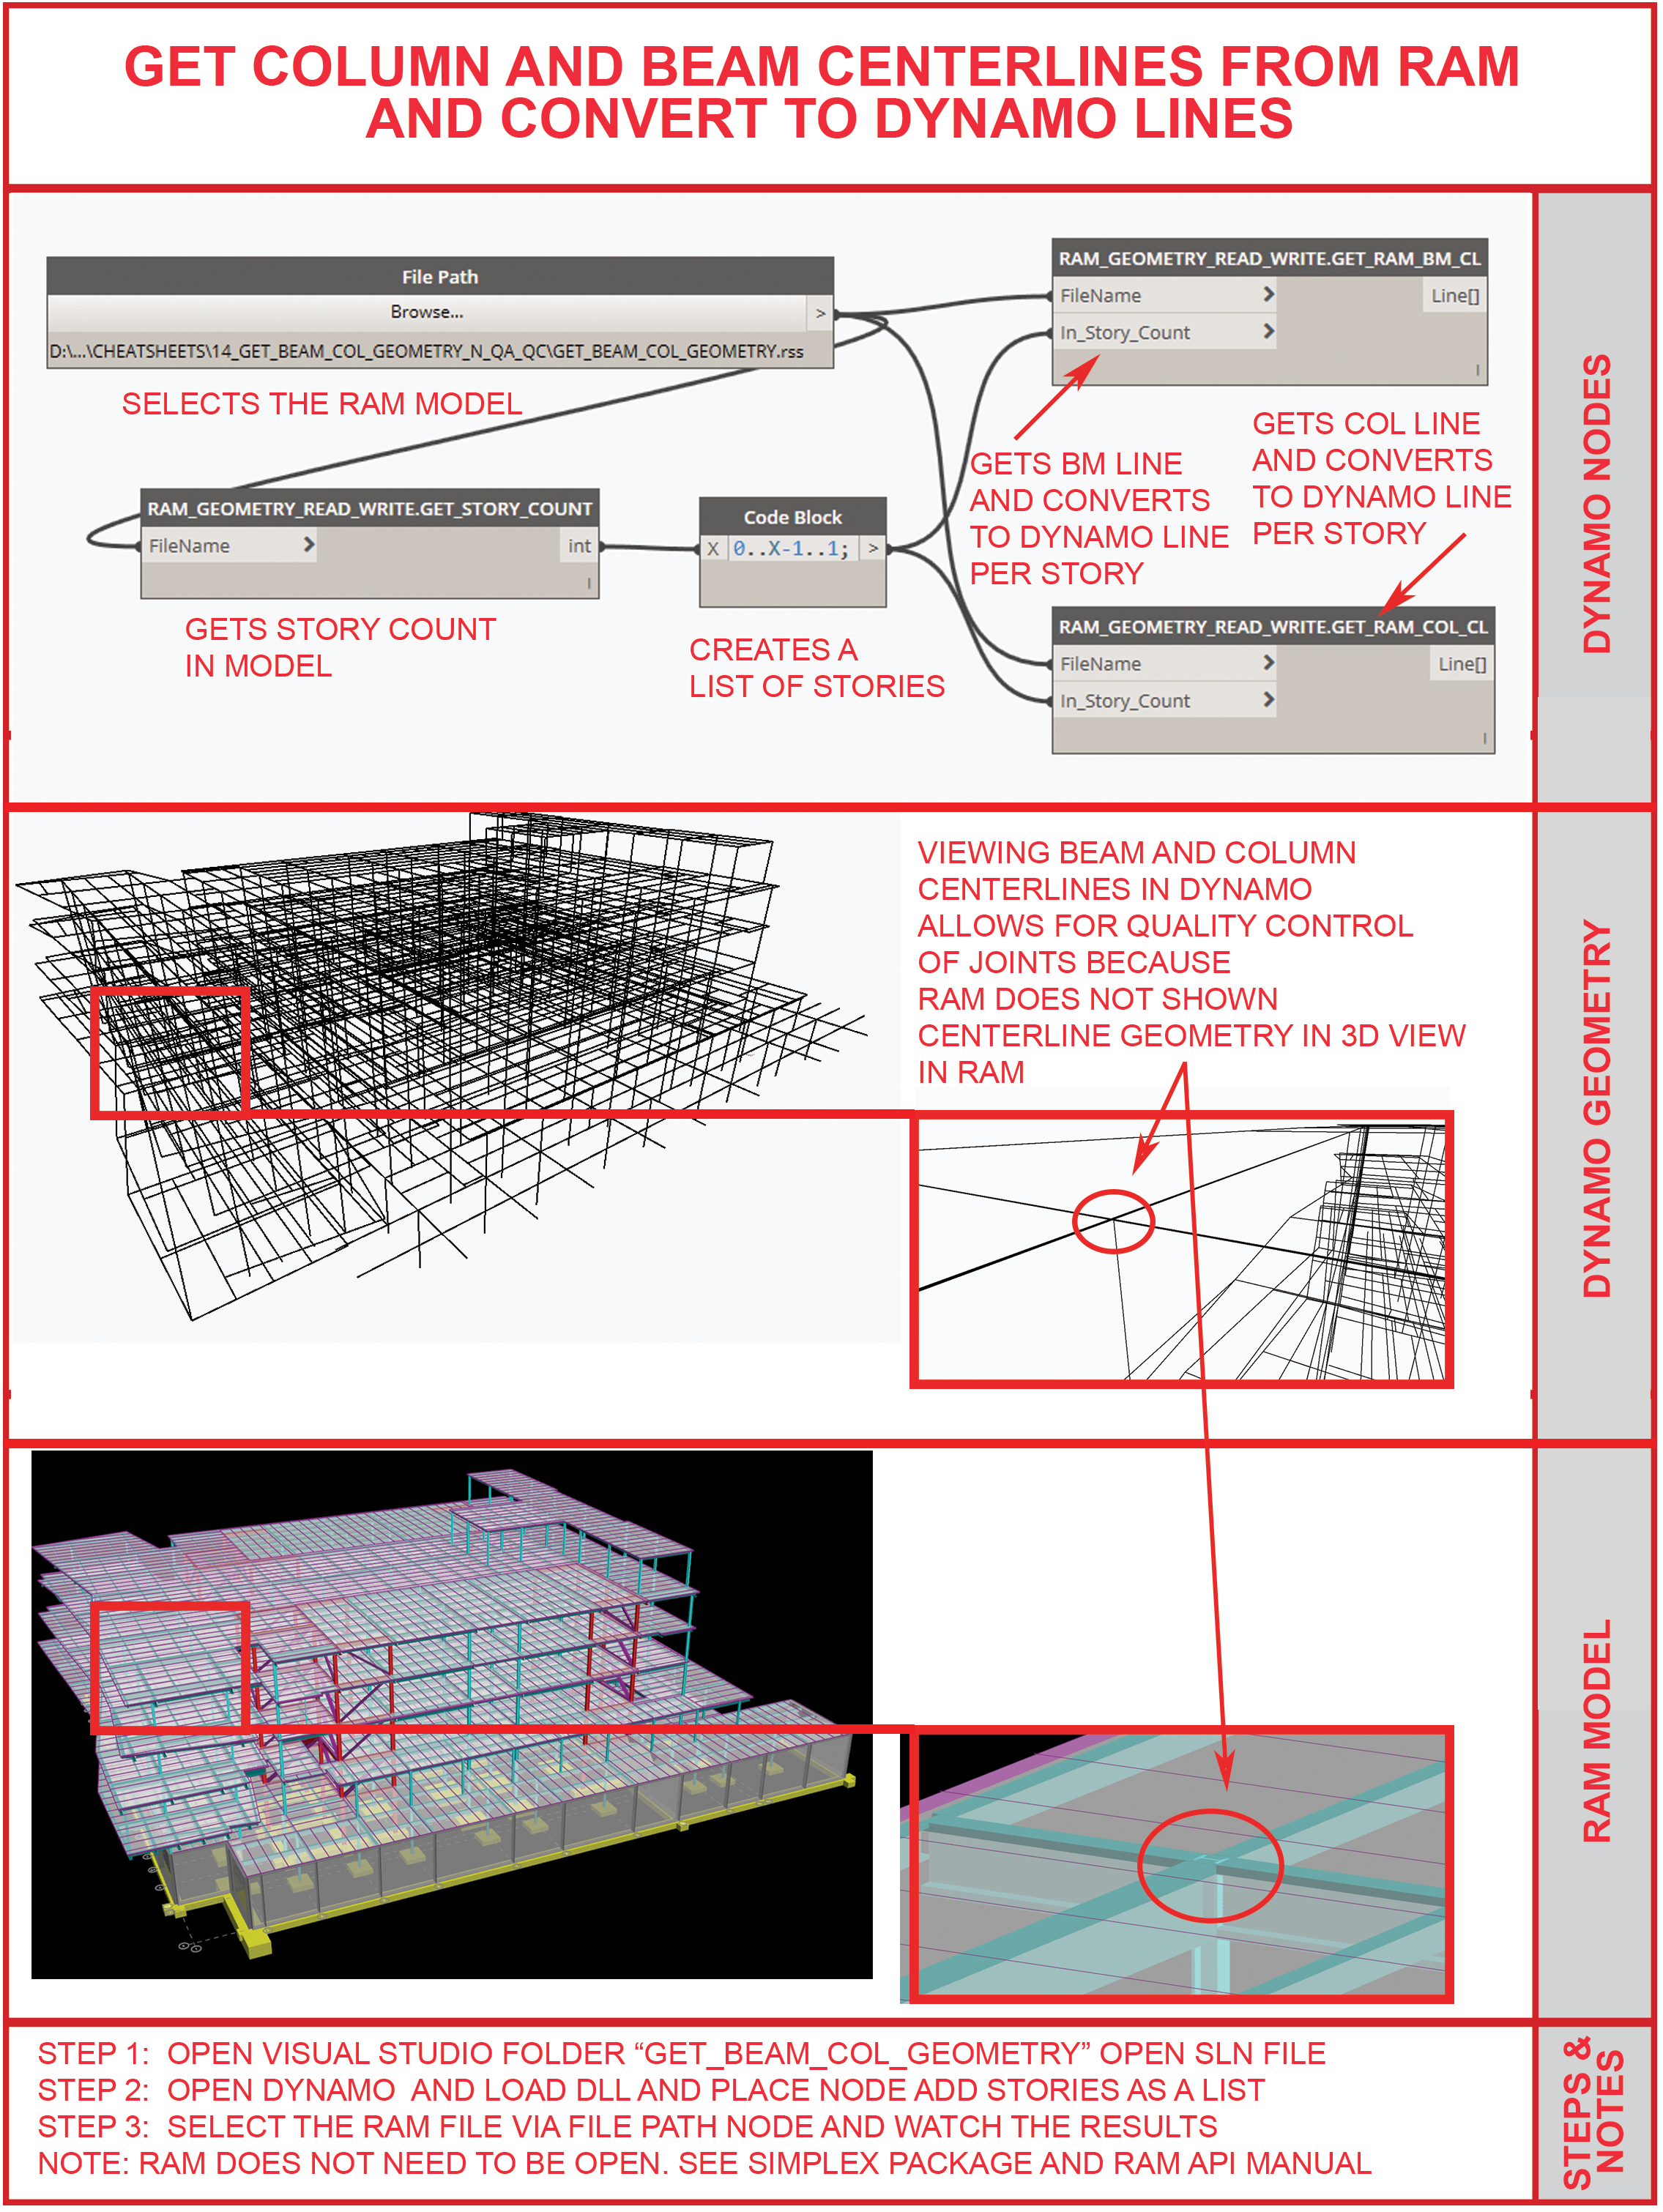 GET COLUMN AND BEAM CENTERLINES FROM RAM
AND CONVERT TO DYNAMO LINES
File Path
Browse...
>
D:\...\CHEATSHEETS\14_GET_BEAM_COL_GEOMETRY_N_QA_QC\GET_BEAM_COL_GEOMETRY.rss
SELECTS THE RAM MODEL
RAM_GEOMETRY_READ_WRITE.GET_STORY_COUNT
FileName >
int
l
GETS STORY COUNT
IN MODEL
Code Block
X 0..X-1..1; >
CREATES A
LIST OF STORIES
RAM_GEOMETRY_READ_WRITE.GET_RAM_BM_CL
FileName >
Line[]
In_Story_Count >
l
GETS BM LINE
AND CONVERTS
TO DYNAMO LINE
PER STORY
GETS COL LINE
AND CONVERTS
TO DYNAMO LINE
PER STORY
RAM_GEOMETRY_READ_WRITE.GET_RAM_COL_CL
FileName >
Line[]
In_Story_Count >
l
DYNAMO NODES
VIEWING BEAM AND COLUMN
CENTERLINES IN DYNAMO
ALLOWS FOR QUALITY CONTROL
OF JOINTS BECAUSE
RAM DOES NOT SHOWN
CENTERLINE GEOMETRY IN 3D VIEW
IN RAM
DYNAMO GEOMETRY
RAM MODEL
STEP 1: OPEN VISUAL STUDIO FOLDER “GET_BEAM_COL_GEOMETRY” OPEN SLN FILE
STEP 2: OPEN DYNAMO AND LOAD DLL AND PLACE NODE ADD STORIES AS A LIST
STEP 3: SELECT THE RAM FILE VIA FILE PATH NODE AND WATCH THE RESULTS
NOTE: RAM DOES NOT NEED TO BE OPEN. SEE SIMPLEX PACKAGE AND RAM API MANUAL
STEPS &
NOTES